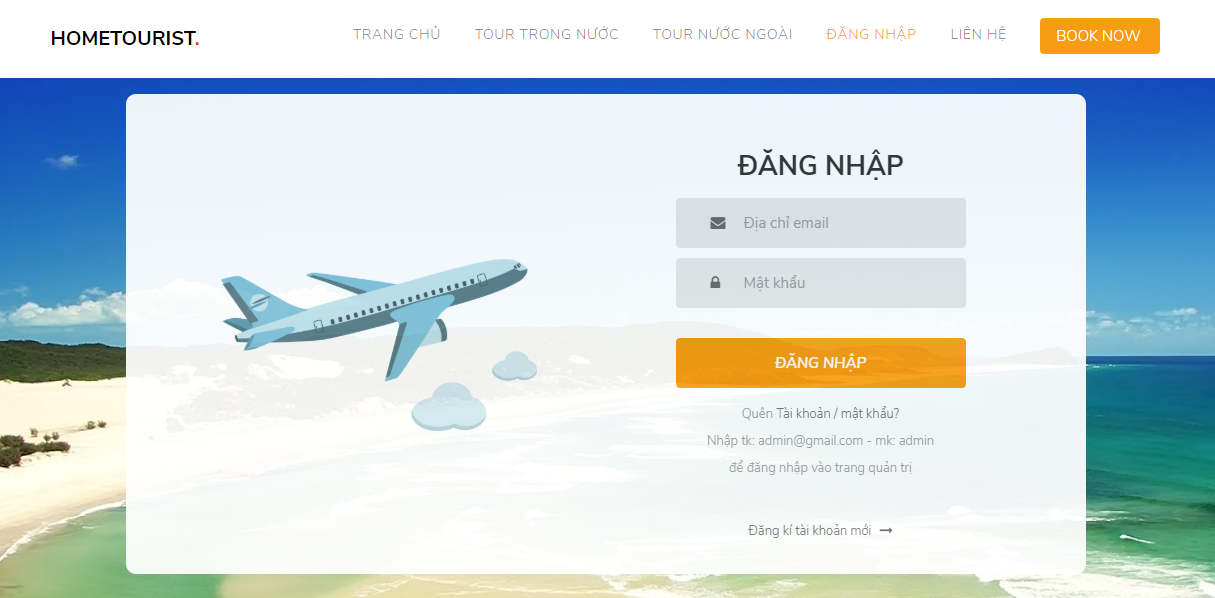 HOMETOURIST.
TRANG CHỦ
TOUR TRONG NƯỚC
TOUR NƯỚC NGOÀI
ĐĂNG NHẬP
LIÊN HỆ
BOOK NOW
ĐĂNG NHẬP
Địa chỉ email
Mật khẩu
ĐĂNG NHẬP
Quên Tài khoản / mật khẩu?
Nhập tk: admin@gmail.com - mk: admin
để đăng nhập vào trang quản trị
Đăng kí tài khoản mới →